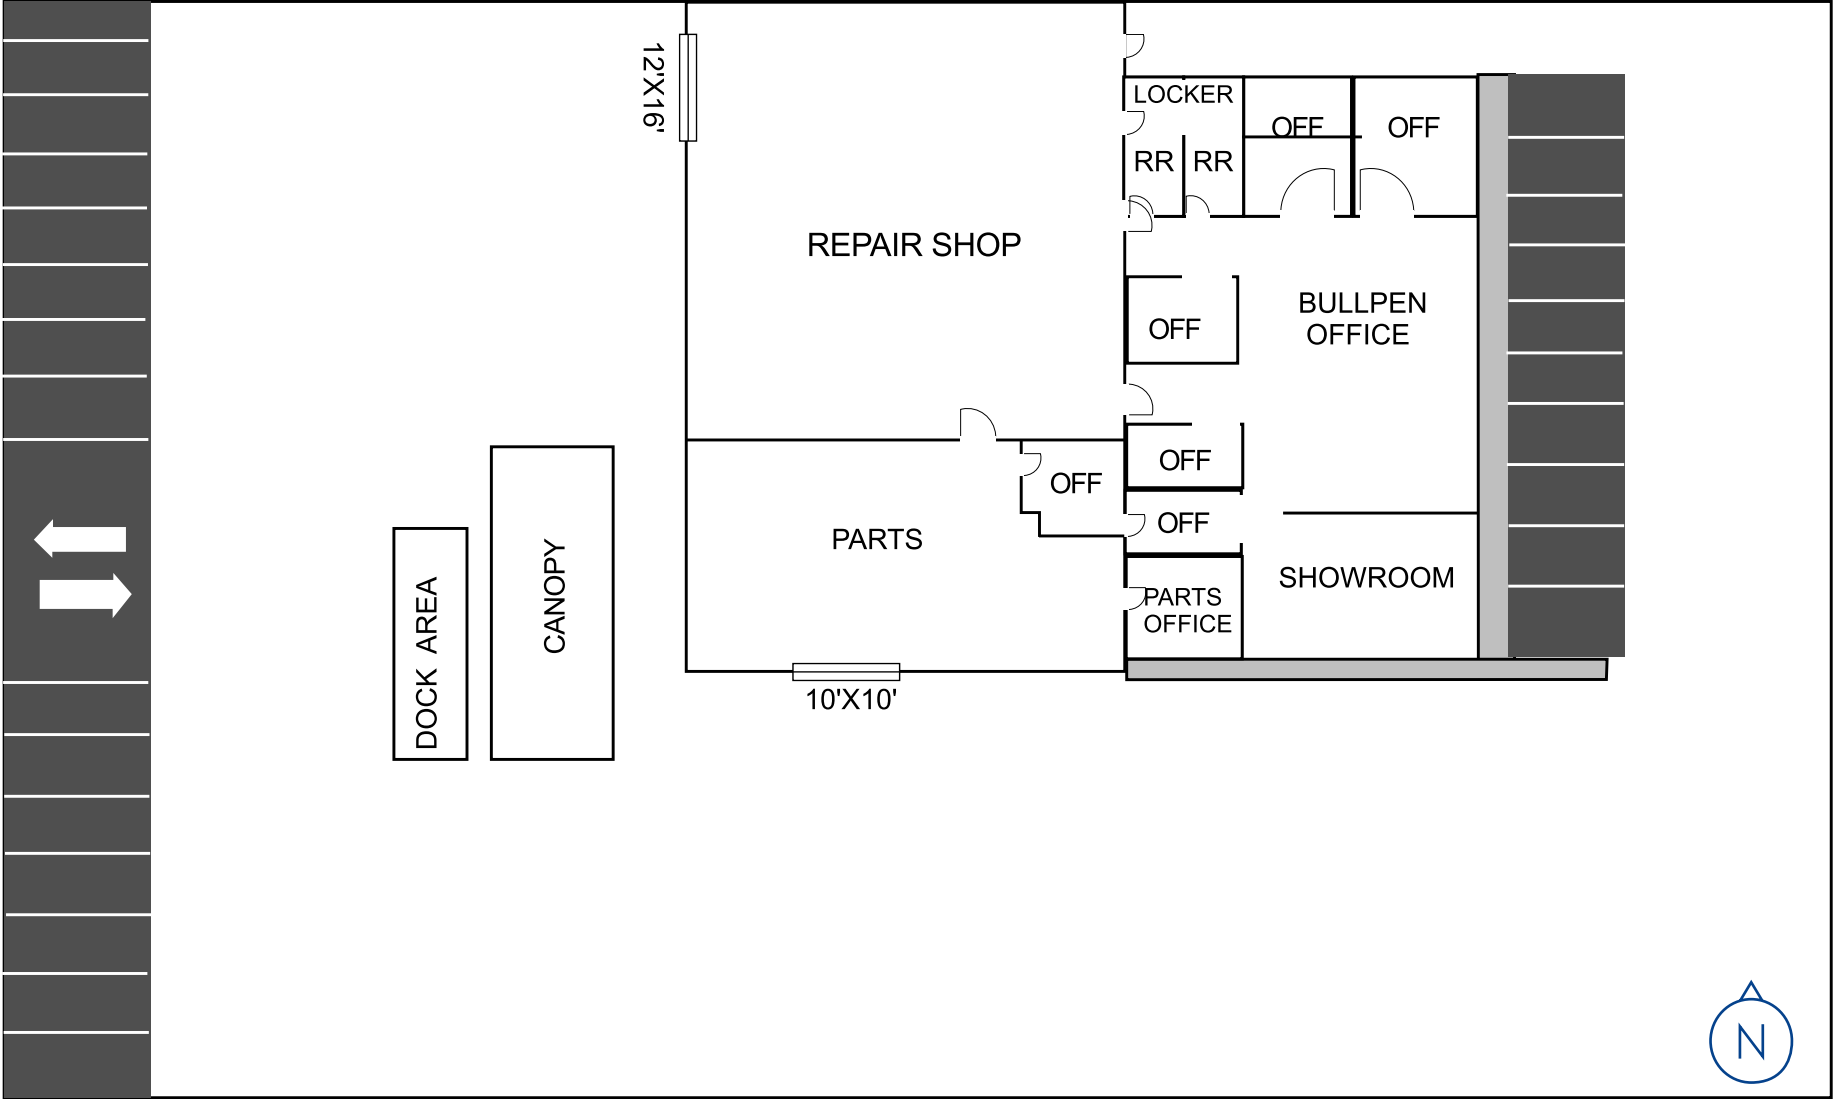 12'X16'
LOCKER
OFF
OFF
RR
RR
REPAIR SHOP
BULLPEN
OFFICE
OFF
OFF
OFF
OFF
PARTS
SHOWROOM
PARTS
OFFICE
CANOPY
DOCK AREA
10'X10'
N